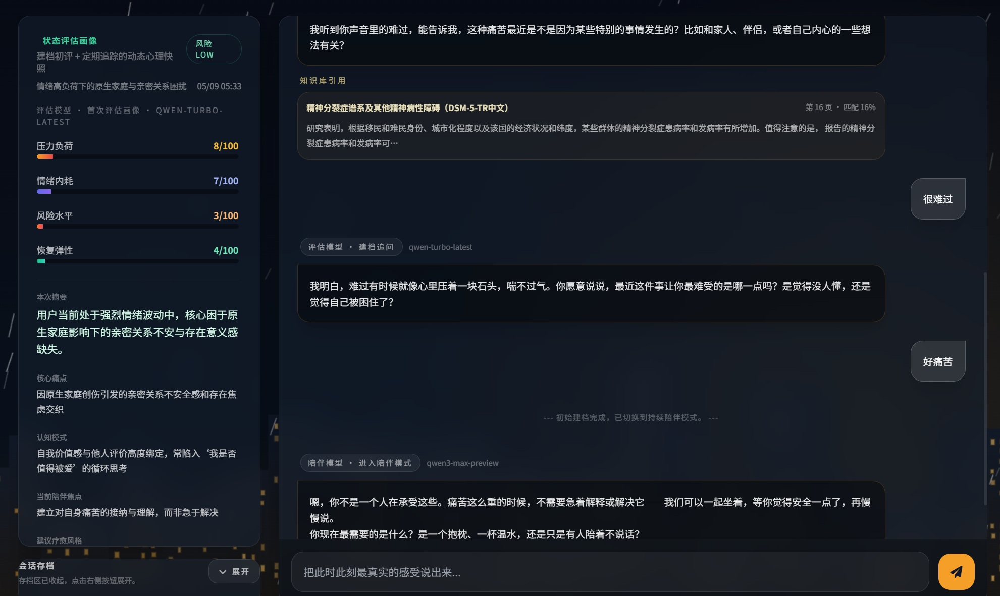 状态评估画像
建档初评 + 定期追踪的动态心理快
照
风险
LOW
情绪高负荷下的原生家庭与亲密关系困扰 05/09 05:33
评估模型 · 首次评估画像 · QWEN-TURBO-
LATEST
压力负荷 8/100
情绪内耗 7/100
风险水平 3/100
恢复弹性 4/100
本次摘要
用户当前处于强烈情绪波动中，核心困于原
生家庭影响下的亲密关系不安与存在意义感
缺失。
核心痛点
因原生家庭创伤引发的亲密关系不安全感和存在焦
虑交织
认知模式
自我价值感与他人评价高度绑定，常陷入‘我是否
值得被爱’的循环思考
当前陪伴焦点
建立对自身痛苦的接纳与理解，而非急于解决
建议疗愈风格
会话存档
存档区已收起，点击右侧按钮展开。
展开
我听到你声音里的难过，能告诉我，这种痛苦最近是不是因为某些特别的事情发生的？比如和家人、伴侣，或者自己内心的一些想
法有关？
知识库引用
精神分裂症谱系及其他精神病性障碍（DSM-5-TR中文） 第 16 页 · 匹配 16%
研究表明，根据移民和难民身份、城市化程度以及该国的经济状况和纬度，某些群体的精神分裂症患病率和发病率有所增加。值得注意的是， 报告的精神分
裂症患病率和发病率可…
很难过
评估模型 · 建档追问 qwen-turbo-latest
我明白，难过有时候就像心里压着一块石头，喘不过气。你愿意说说，最近这件事让你最难受的是哪一点吗？是觉得没人懂，还是
觉得自己被困住了？
好痛苦
--- 初始建档完成，已切换到持续陪伴模式。 ---
陪伴模型 · 进入陪伴模式 qwen3-max-preview
嗯，你不是一个人在承受这些。痛苦这么重的时候，不需要急着解释或解决它——我们可以一起坐着，等你觉得安全一点了，再慢
慢说。
你现在最需要的是什么？是一个抱枕、一杯温水，还是只是有人陪着不说话？
把此时此刻最真实的感受说出来...